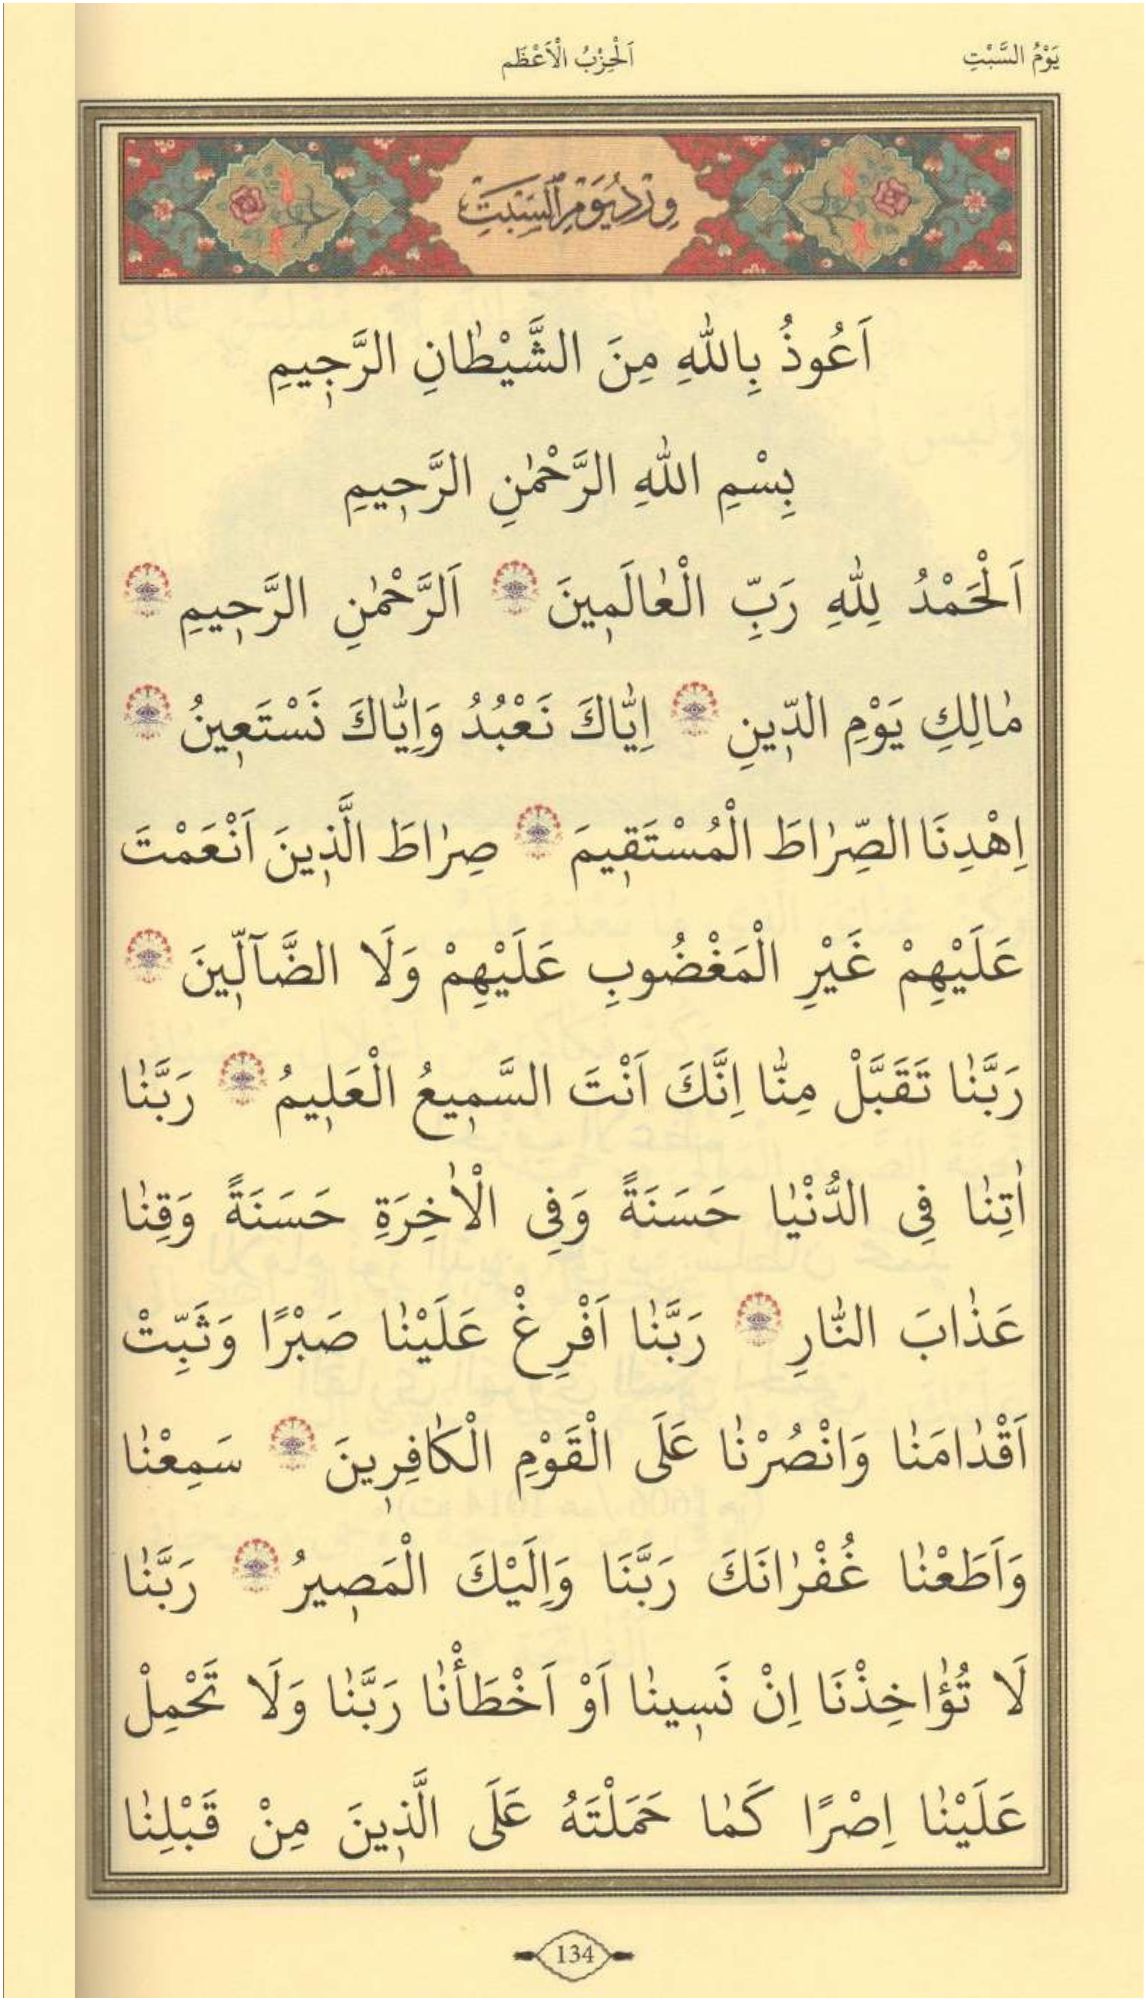 يَوْمُ السَّبْتِ
اَلْحِزْبُ الْاَعْظَم
وِرْدُ يَوْمِ السَّبْتِ
اَعُوذُ بِاللّٰهِ مِنَ الشَّيْطَانِ الرَّج۪يمِ
بِسْمِ اللّٰهِ الرَّحْمٰنِ الرَّح۪يمِ
اَلْحَمْدُ لِلّٰهِ رَبِّ الْعَالَم۪ينَ ۝ اَلرَّحْمٰنِ الرَّح۪يمِ ۝
مَالِكِ يَوْمِ الدّ۪ينِ ۝ اِيَّاكَ نَعْبُدُ وَاِيَّاكَ نَسْتَع۪ينُ ۝
اِهْدِنَا الصِّرَاطَ الْمُسْتَق۪يمَ ۝ صِرَاطَ الَّذ۪ينَ اَنْعَمْتَ
عَلَيْهِمْ غَيْرِ الْمَغْضُوبِ عَلَيْهِمْ وَلَا الضَّٓالّ۪ينَ ۝
رَبَّنَا تَقَبَّلْ مِنَّا اِنَّكَ اَنْتَ السَّم۪يعُ الْعَل۪يمُ ۝ رَبَّنَا
اٰتِنَا فِي الدُّنْيَا حَسَنَةً وَفِي الْاٰخِرَةِ حَسَنَةً وَقِنَا
عَذَابَ النَّارِ ۝ رَبَّنَا اَفْرِغْ عَلَيْنَا صَبْرًا وَثَبِّتْ
اَقْدَامَنَا وَانْصُرْنَا عَلَى الْقَوْمِ الْكَافِر۪ينَ ۝ سَمِعْنَا
وَاَطَعْنَا غُفْرَانَكَ رَبَّنَا وَاِلَيْكَ الْمَص۪يرُ ۝ رَبَّنَا
لَا تُؤَاخِذْنَا اِنْ نَس۪ينَا اَوْ اَخْطَأْنَا رَبَّنَا وَلَا تَحْمِلْ
عَلَيْنَا اِصْرًا كَمَا حَمَلْتَهُ عَلَى الَّذ۪ينَ مِنْ قَبْلِنَا
134